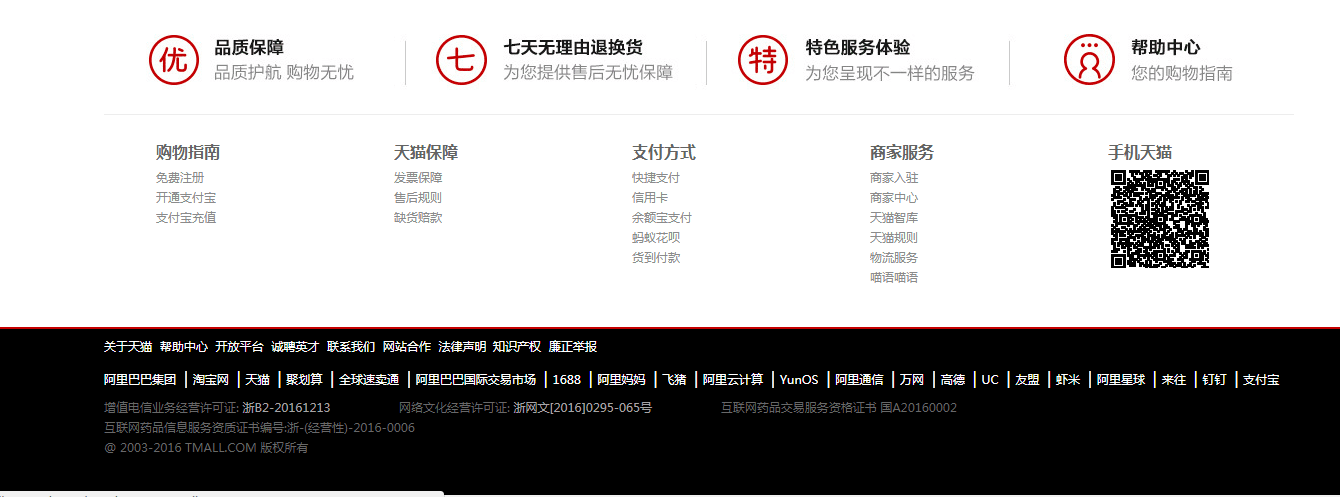 优 品质保障 七 七天无理由退换货 特 特色服务体验 帮助中心
品质护航 购物无忧 为您提供售后无忧保障 为您呈现不一样的服务 您的购物指南
购物指南 天猫保障 支付方式 商家服务 手机天猫
免费注册 发票保障 快捷支付 商家入驻
开通支付宝 售后规则 信用卡 商家中心
支付宝充值 缺货赔款 余额宝支付 天猫智库
蚂蚁花呗 天猫规则
货到付款 物流服务
喵语喵语
关于天猫 帮助中心 开放平台 诚聘英才 联系我们 网站合作 法律声明 知识产权 廉正举报
阿里巴巴集团 | 淘宝网 | 天猫 | 聚划算 | 全球速卖通 | 阿里巴巴国际交易市场 | 1688 | 阿里妈妈 | 飞猪 | 阿里云计算 | YunOS | 阿里通信 | 万网 | 高德 | UC | 友盟 | 虾米 | 阿里星球 | 来往 | 钉钉 | 支付宝
增值电信业务经营许可证: 浙B2-20161213 网络文化经营许可证: 浙网文[2016]0295-065号 互联网药品交易服务资格证书 国A20160002
互联网药品信息服务资质证书编号:浙-(经营性)-2016-0006
@ 2003-2016 TMALL.COM 版权所有